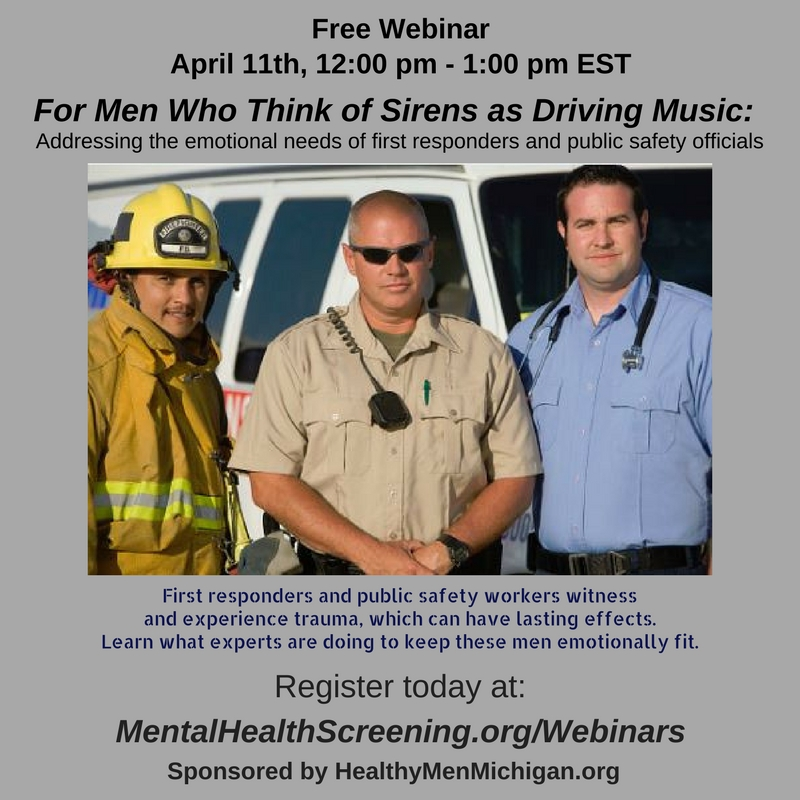 Free Webinar
April 11th, 12:00 pm - 1:00 pm EST
For Men Who Think of Sirens as Driving Music:
Addressing the emotional needs of first responders and public safety officials
First responders and public safety workers witness
and experience trauma, which can have lasting effects.
Learn what experts are doing to keep these men emotionally fit.
Register today at:
MentalHealthScreening.org/Webinars
Sponsored by HealthyMenMichigan.org